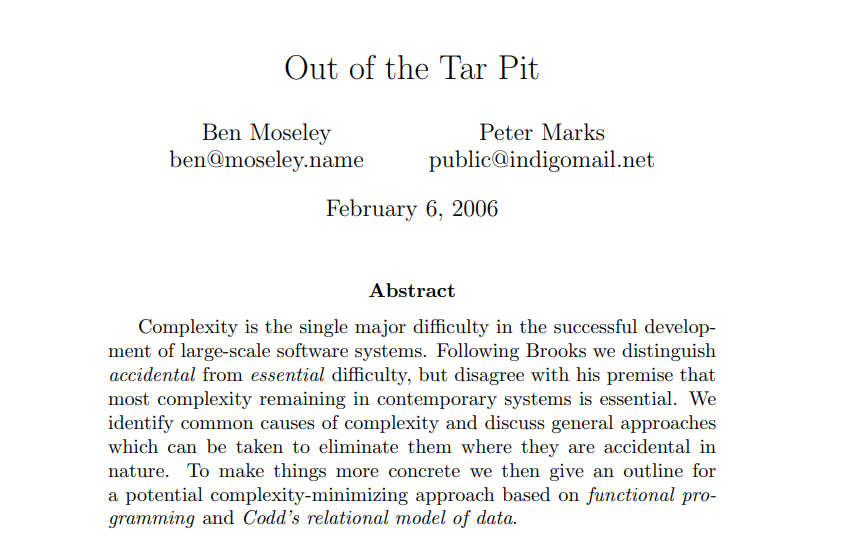 Out of the Tar Pit
Ben Moseley
ben@moseley.name
Peter Marks
public@indigomail.net
February 6, 2006
Abstract
Complexity is the single major difficulty in the successful develop-
ment of large-scale software systems. Following Brooks we distinguish
accidental from essential difficulty, but disagree with his premise that
most complexity remaining in contemporary systems is essential. We
identify common causes of complexity and discuss general approaches
which can be taken to eliminate them where they are accidental in
nature. To make things more concrete we then give an outline for
a potential complexity-minimizing approach based on functional pro-
gramming and Codd's relational model of data.